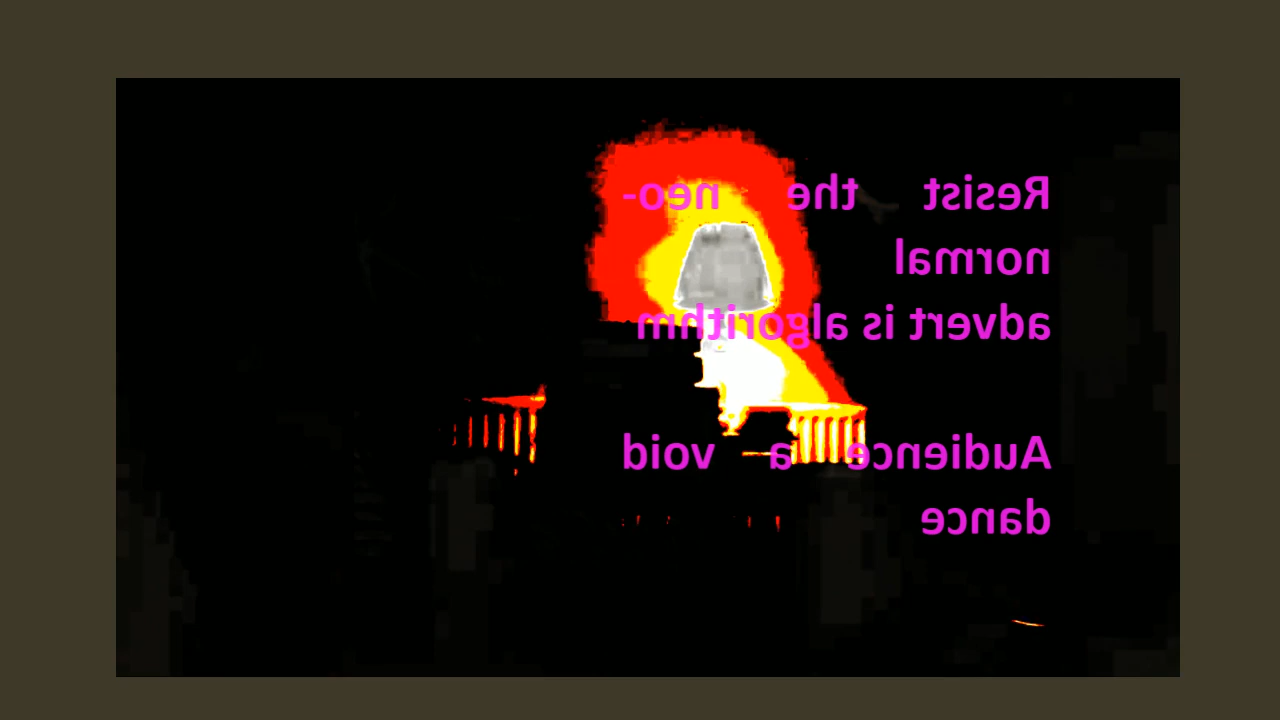 Resist the neo-
normal
advert is algorithm
Audience a void
dance